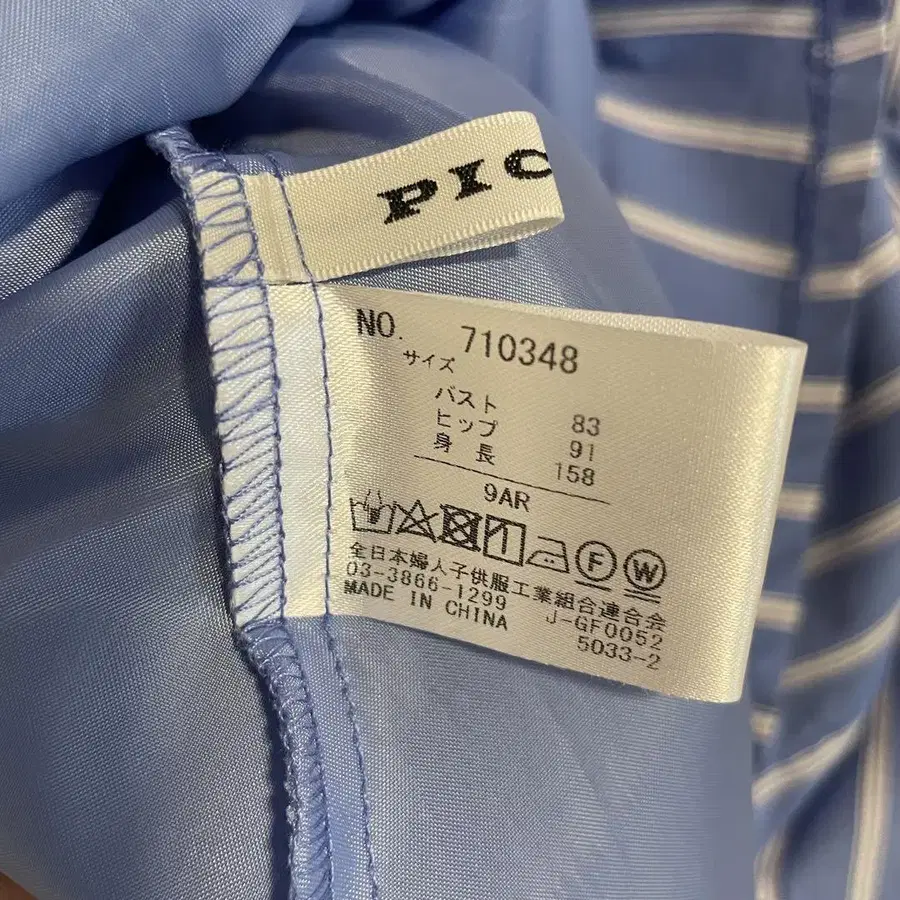 PIC
NO. 710348
サイズ
バスト 83
ヒップ 91
身長 158
9AR
F W
全日本婦人子供服工業組合連合会
03-3866-1299 J-GF0052
MADE IN CHINA 5033-2